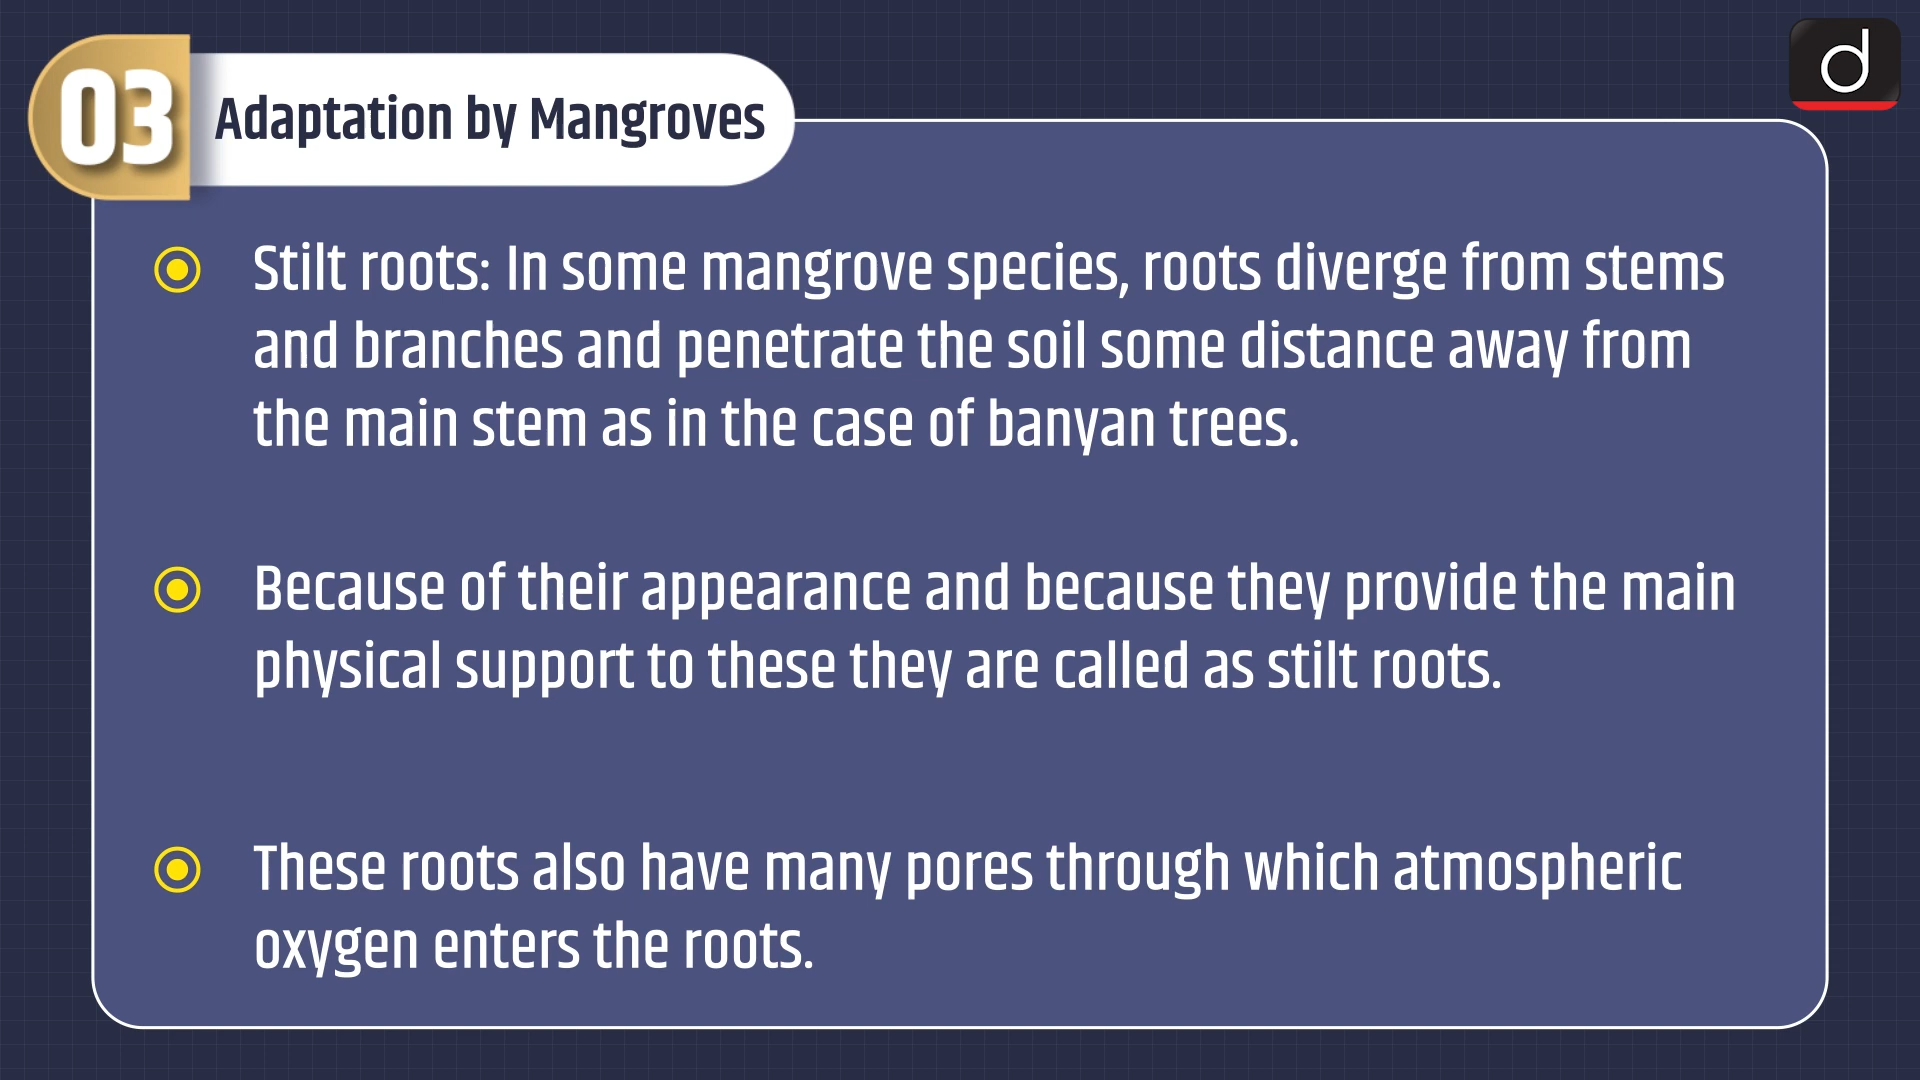 03
Adaptation by Mangroves
d
Stilt roots: In some mangrove species, roots diverge from stems
and branches and penetrate the soil some distance away from
the main stem as in the case of banyan trees.
Because of their appearance and because they provide the main
physical support to these they are called as stilt roots.
These roots also have many pores through which atmospheric
oxygen enters the roots.